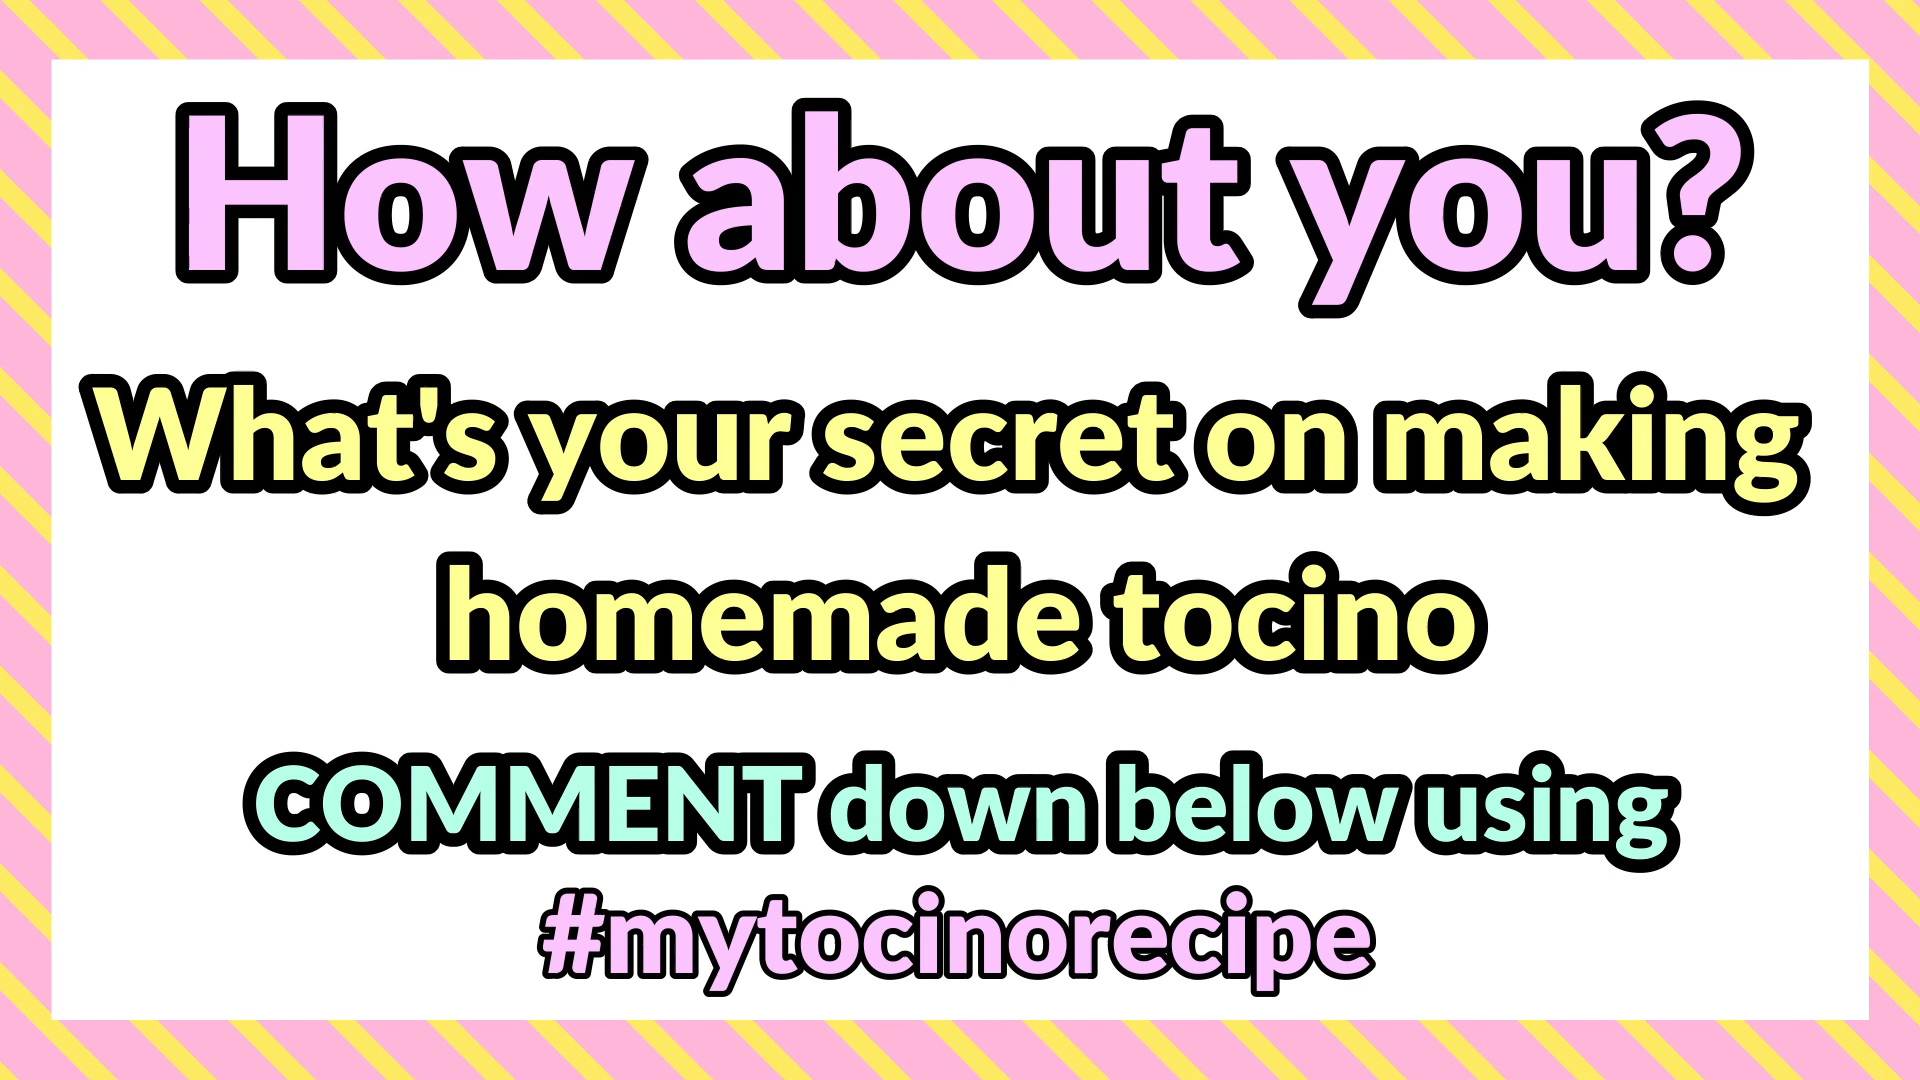 How about you?
What's your secret on making
homemade tocino
COMMENT down below using
#mytocinorecipe